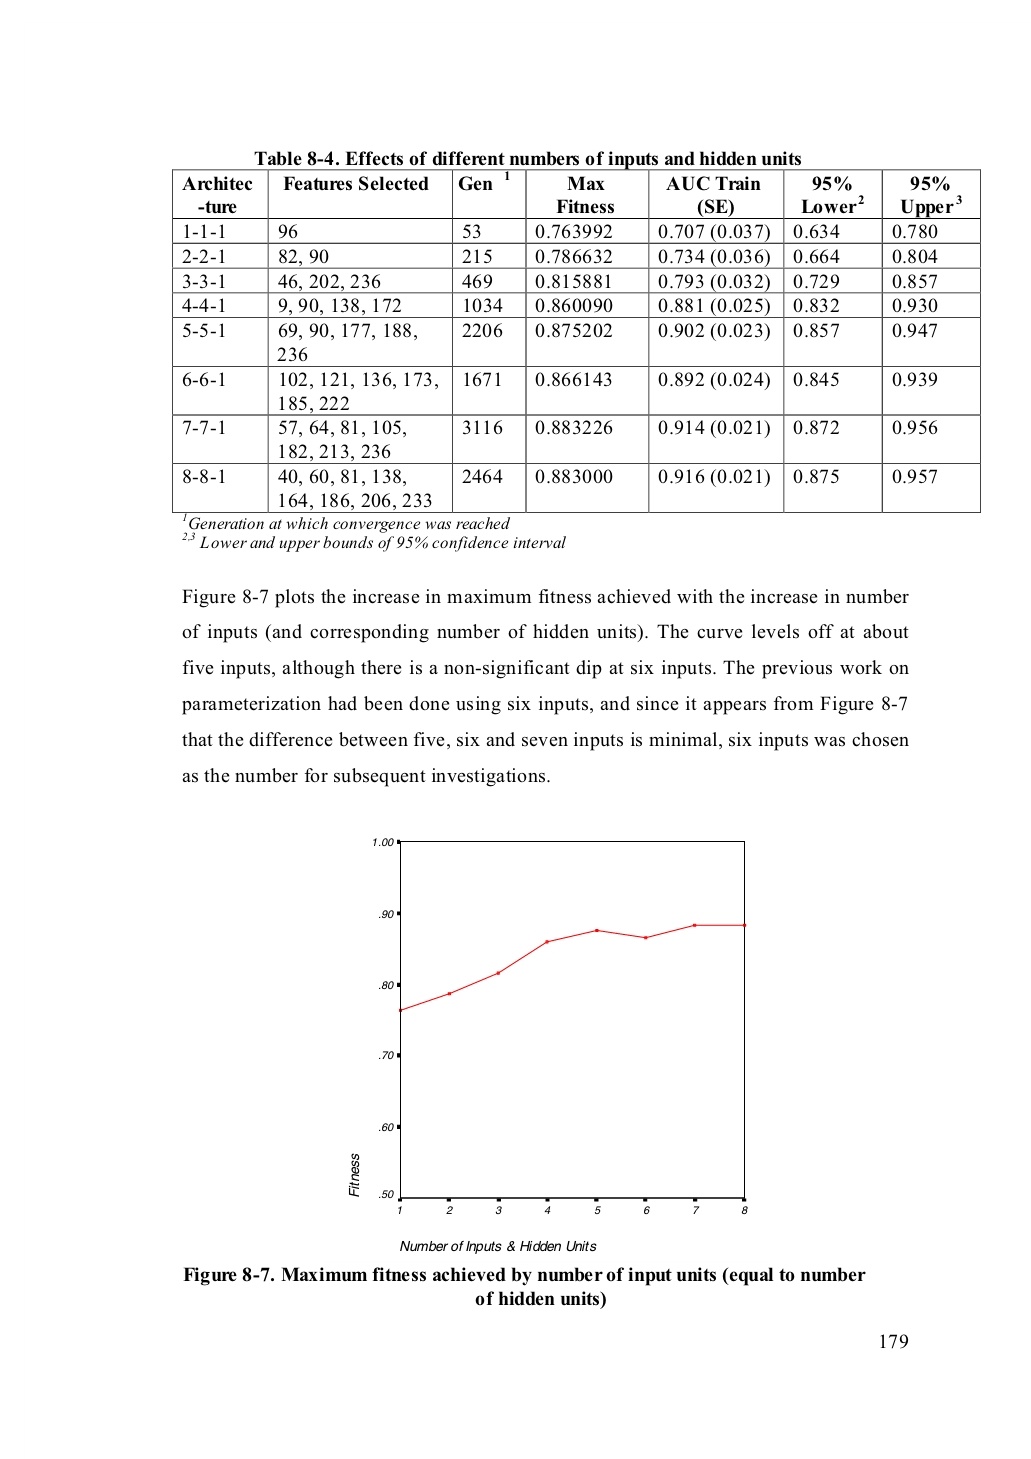 Table 8-4. Effects of different numbers of inputs and hidden units
Architec Features Selected Gen 1 Max AUC Train 95% 95%
-ture Fitness (SE) Lower2 Upper3
1-1-1 96 53 0.763992 0.707 (0.037) 0.634 0.780
2-2-1 82, 90 215 0.786632 0.734 (0.036) 0.664 0.804
3-3-1 46, 202, 236 469 0.815881 0.793 (0.032) 0.729 0.857
4-4-1 9, 90, 138, 172 1034 0.860090 0.881 (0.025) 0.832 0.930
5-5-1 69, 90, 177, 188, 2206 0.875202 0.902 (0.023) 0.857 0.947
236
6-6-1 102, 121, 136, 173, 1671 0.866143 0.892 (0.024) 0.845 0.939
185, 222
7-7-1 57, 64, 81, 105, 3116 0.883226 0.914 (0.021) 0.872 0.956
182, 213, 236
8-8-1 40, 60, 81, 138, 2464 0.883000 0.916 (0.021) 0.875 0.957
164, 186, 206, 233
1Generation at which convergence was reached
2,3 Lower and upper bounds of 95% confidence interval
Figure 8-7 plots the increase in maximum fitness achieved with the increase in number
of inputs (and corresponding number of hidden units). The curve levels off at about
five inputs, although there is a non-significant dip at six inputs. The previous work on
parameterization had been done using six inputs, and since it appears from Figure 8-7
that the difference between five, six and seven inputs is minimal, six inputs was chosen
as the number for subsequent investigations.
1.00
.90
.80
.70
.60
Fitness
.50
1 2 3 4 5 6 7 8
Number of Inputs & Hidden Units
Figure 8-7. Maximum fitness achieved by number of input units (equal to number
of hidden units)
179